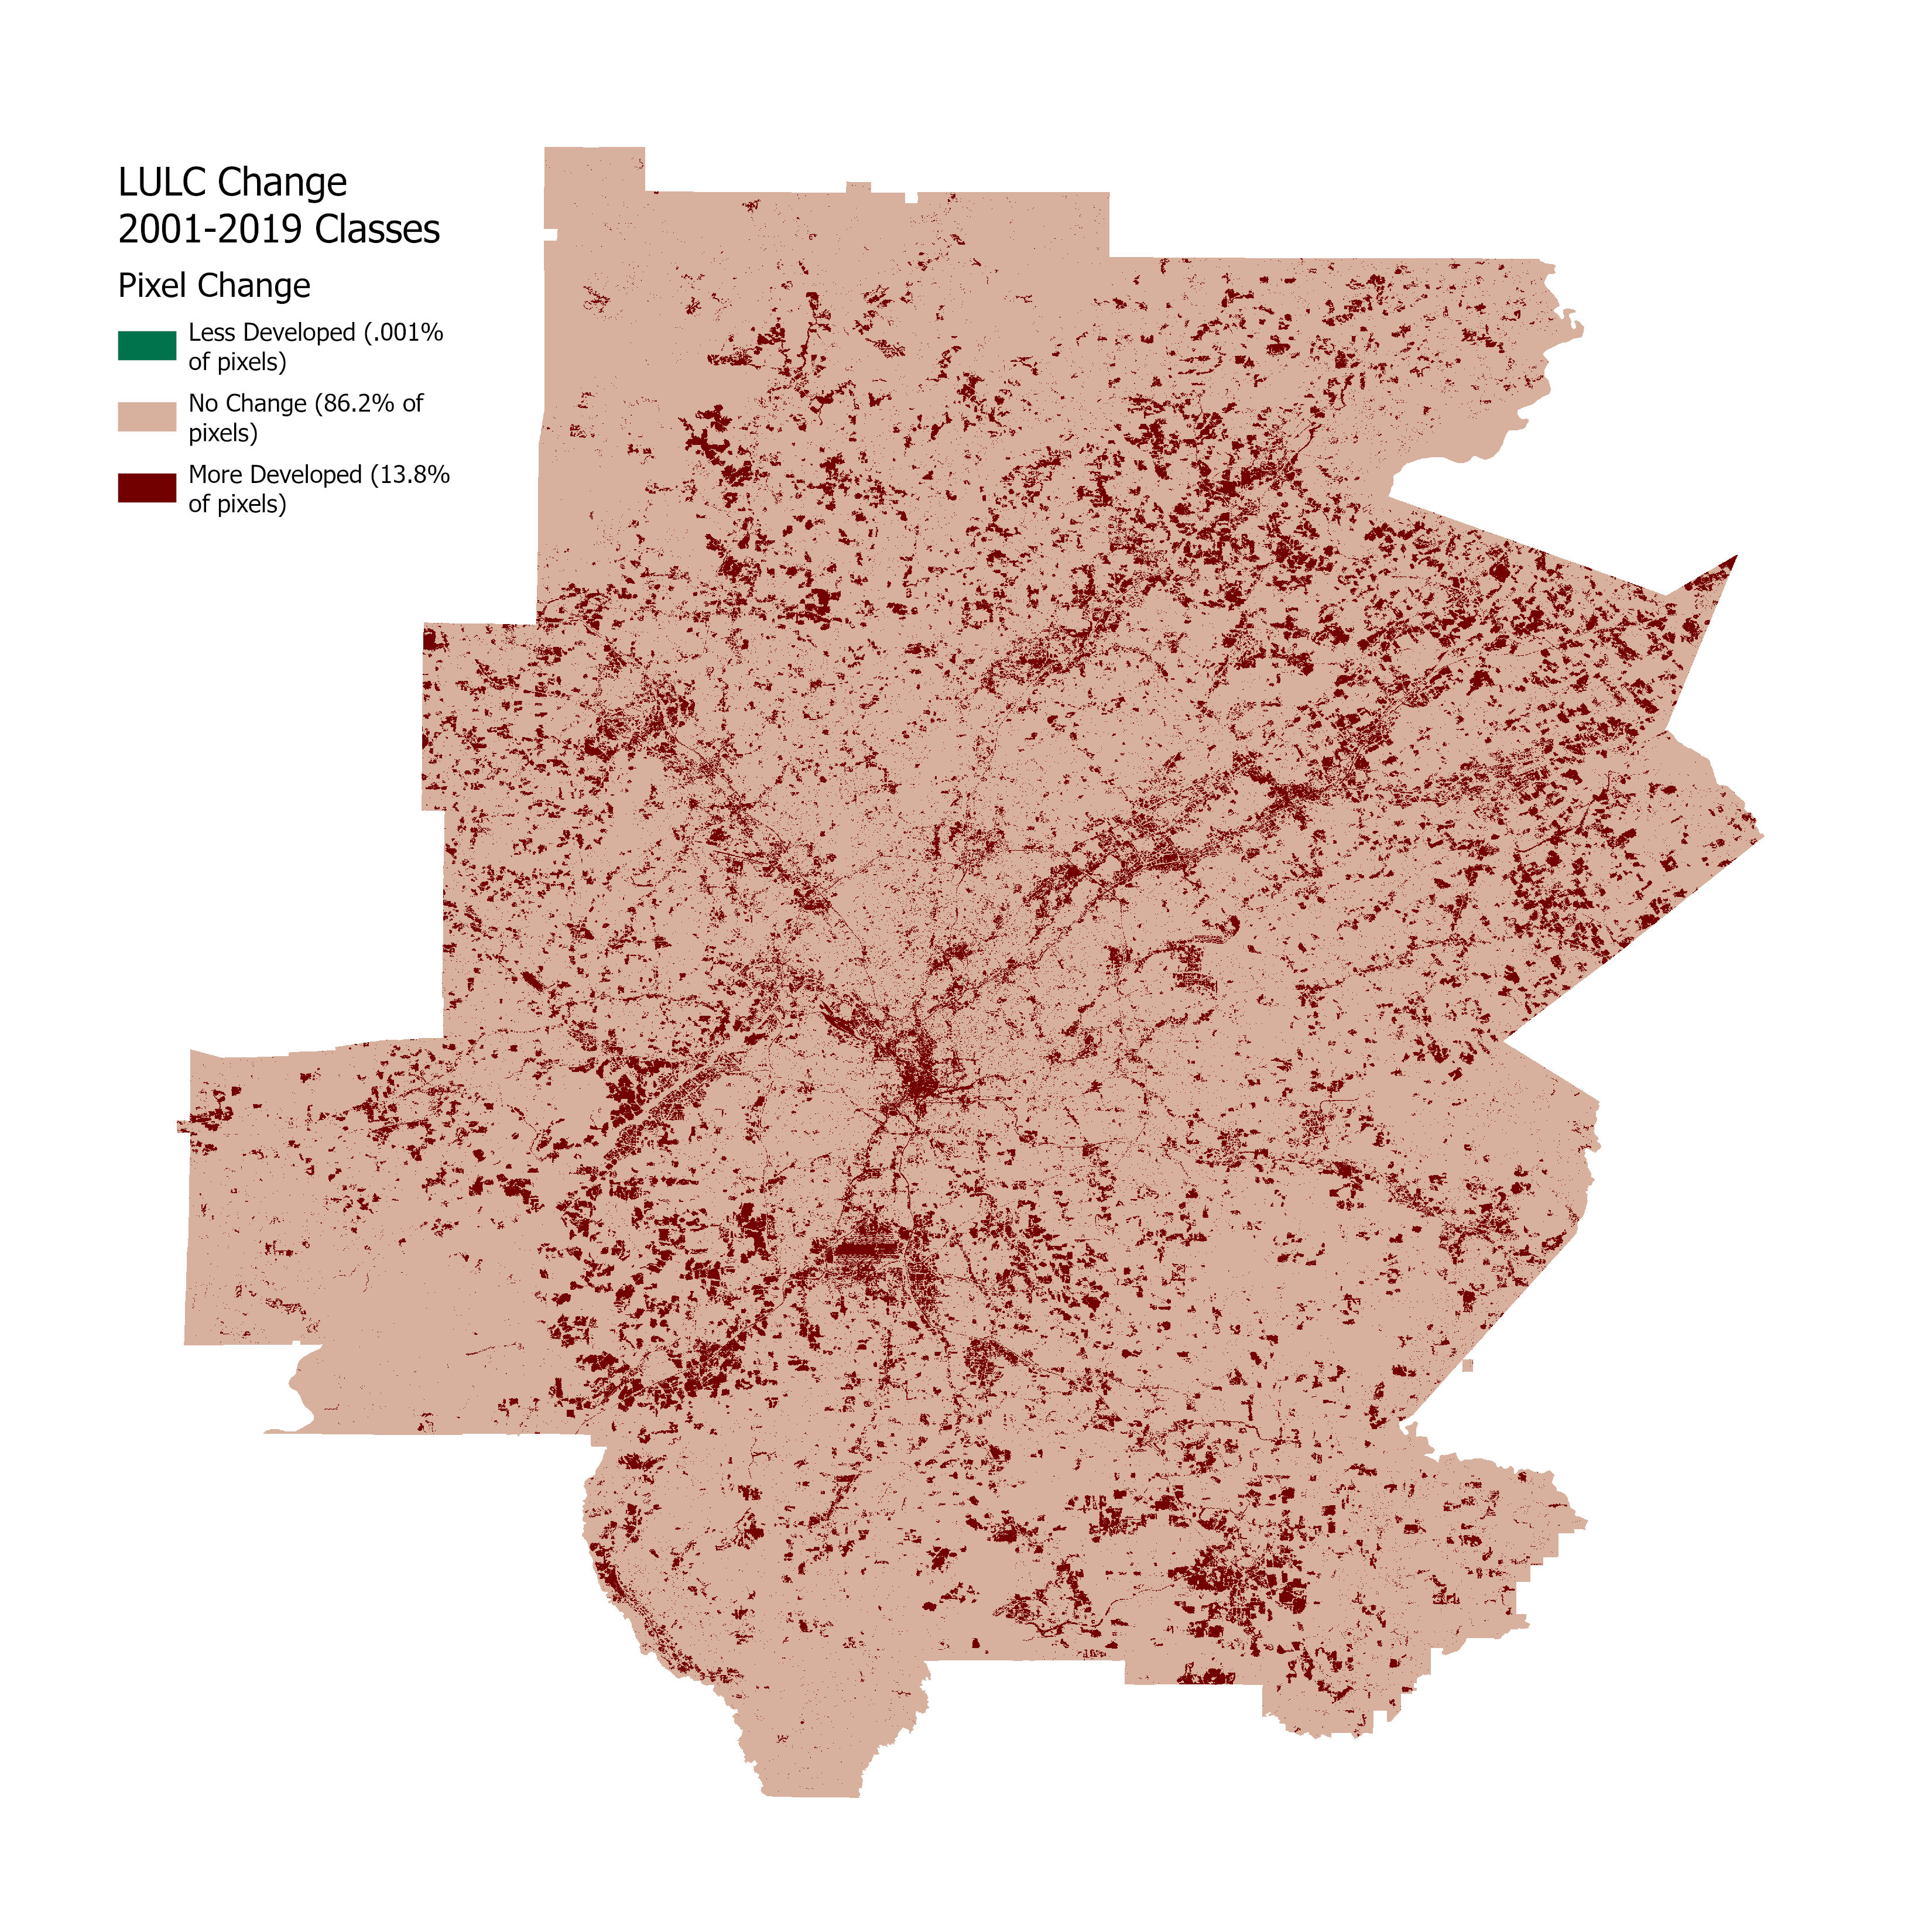 LULC Change
2001-2019 Classes
Pixel Change
Less Developed (.001%
of pixels)
No Change (86.2% of
pixels)
More Developed (13.8%
of pixels)